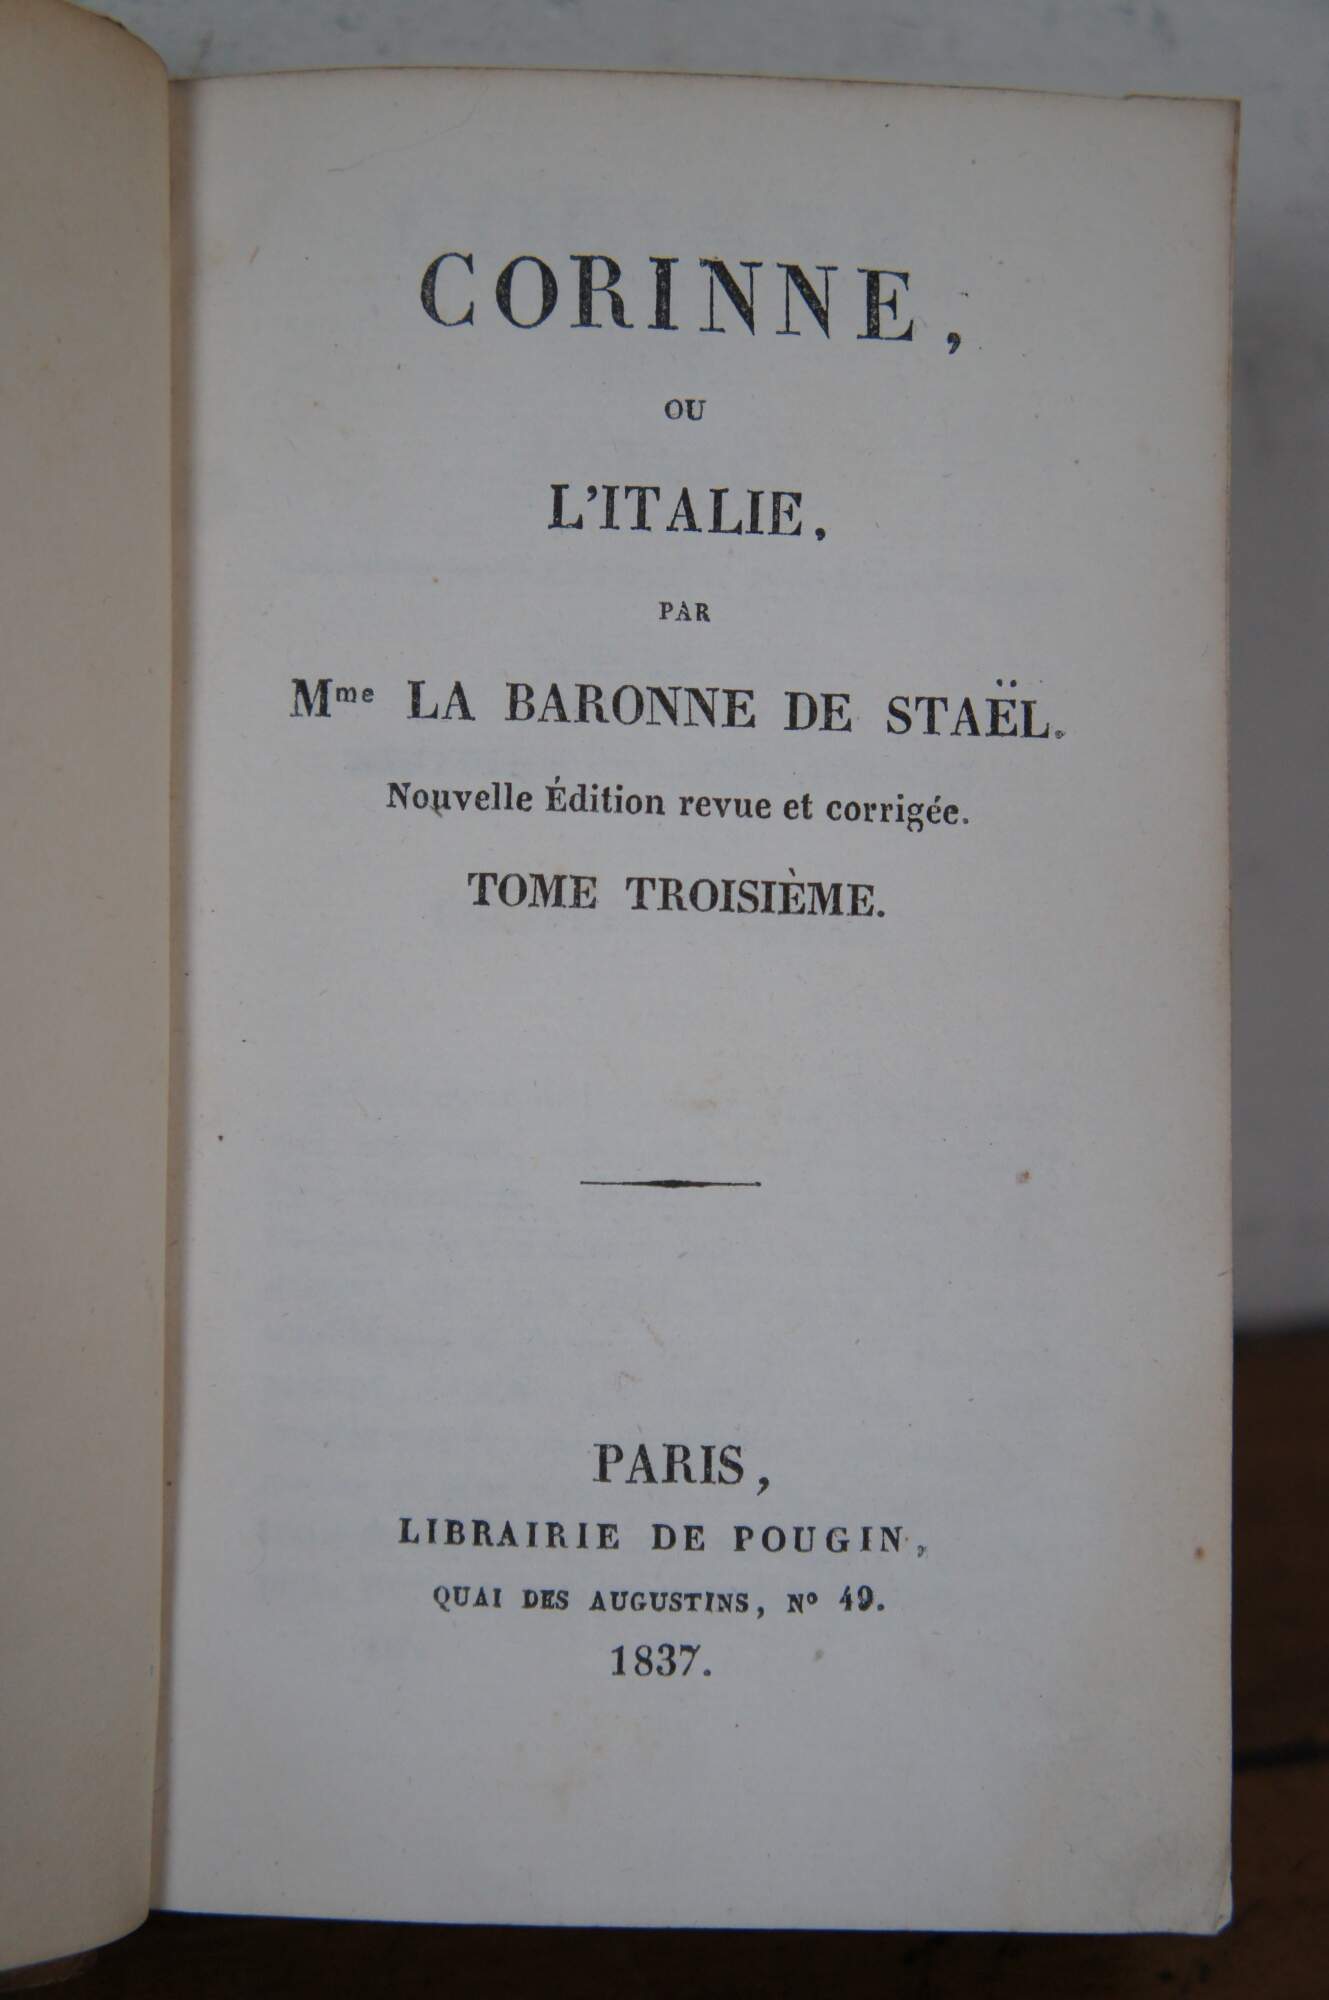 CORINNE,
OU
L'ITALIE,
PAR
Mme LA BARONNE DE STAËL.
Nouvelle Édition revue et corrigée.
TOME TROISIÈME.
PARIS,
LIBRAIRIE DE POUGIN,
QUAI DES AUGUSTINS, No 49.
1837.